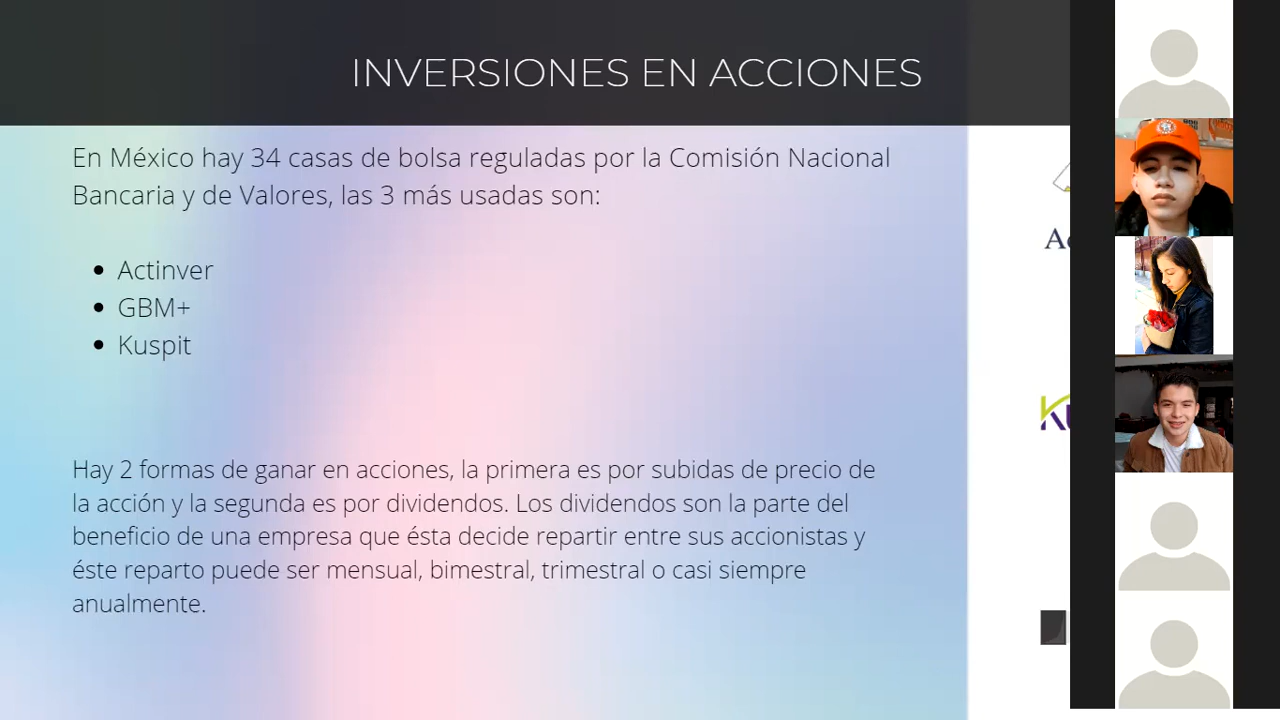 INVERSIONES EN ACCIONES
En México hay 34 casas de bolsa reguladas por la Comisión Nacional
Bancaria y de Valores, las 3 más usadas son:
• Actinver
• GBM+
• Kuspit
Hay 2 formas de ganar en acciones, la primera es por subidas de precio de
la acción y la segunda es por dividendos. Los dividendos son la parte del
beneficio de una empresa que ésta decide repartir entre sus accionistas y
éste reparto puede ser mensual, bimestral, trimestral o casi siempre
anualmente.